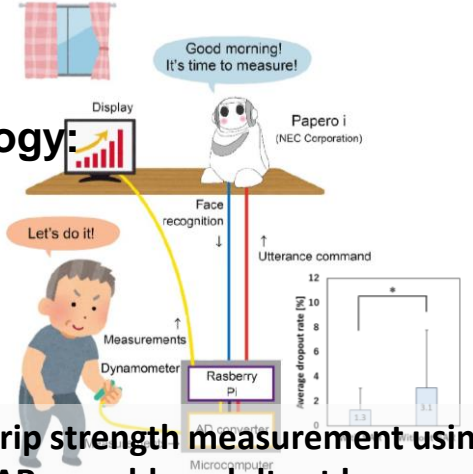 Good morning!
It's time to measure!
Display
ogy:
Papero i
(NEC Corporation)
Face
recognition
↓
↑
Utterance command
Let's do it!
↑
Measurements
Dynamometer
Rasberry
Pi
AD converter
Microcomputer
Average dropout rate [%]
12
10
8
6
4
2
0
*
1.3
3.1
rip strength measurement usin